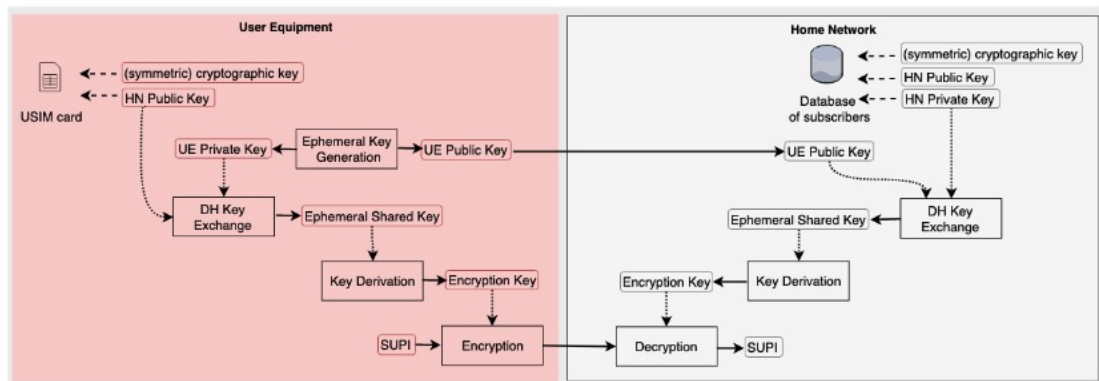 User Equipment
(symmetric) cryptographic key
HN Public Key
USIM card
UE Private Key
Ephemeral Key
Generation
UE Public Key
DH Key
Exchange
Ephemeral Shared Key
Key Derivation
Encryption Key
SUPI
Encryption
Home Network
(symmetric) cryptographic key
HN Public Key
HN Private Key
Database
of subscribers
UE Public Key
DH Key
Exchange
Ephemeral Shared Key
Key Derivation
Encryption Key
Decryption
SUPI